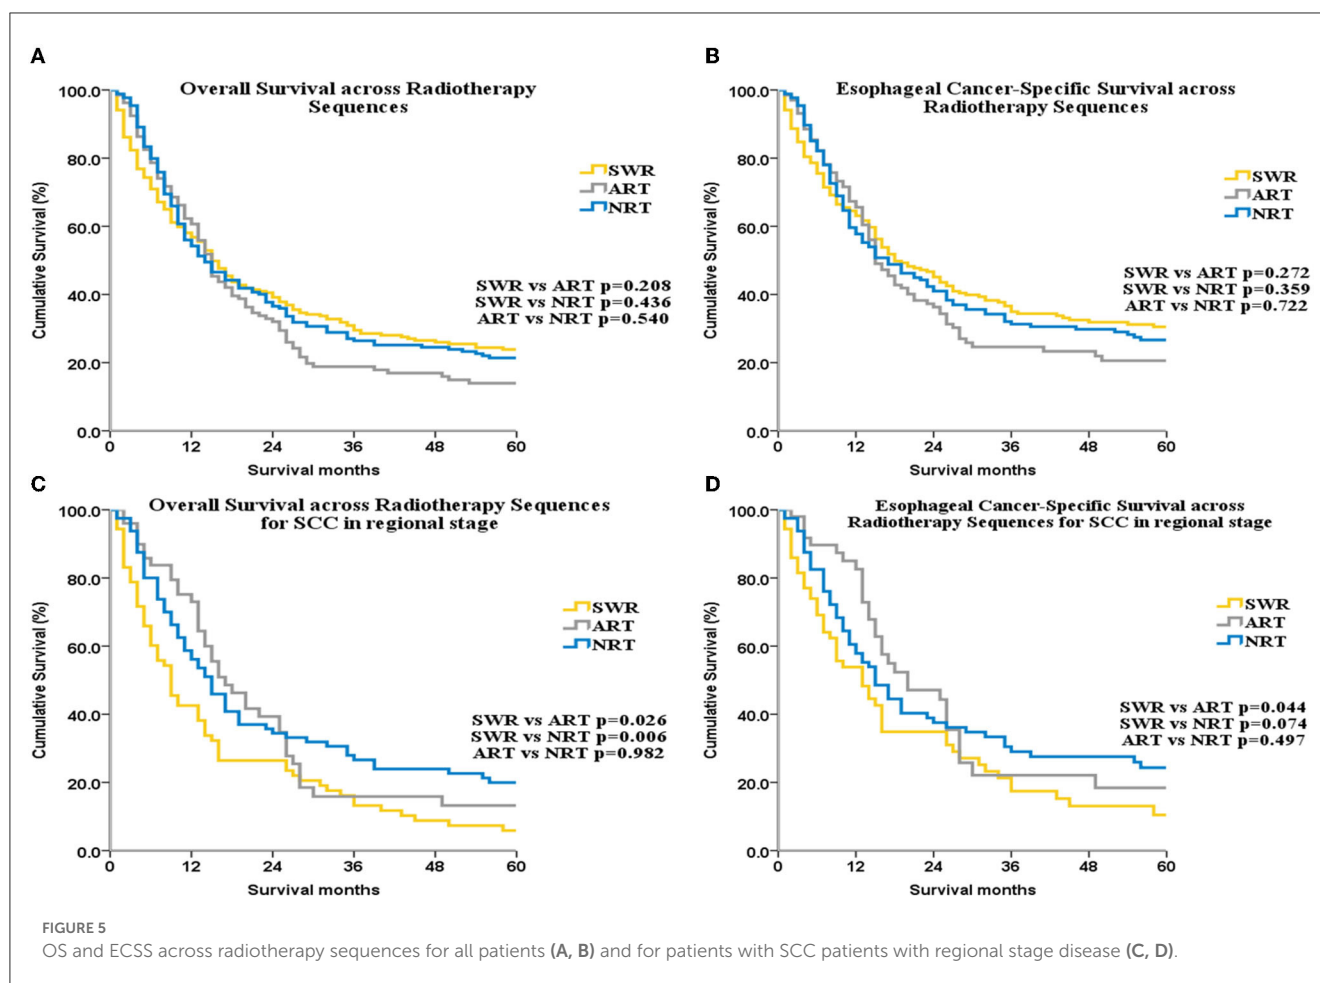 A
Overall Survival across Radiotherapy
Sequences
Cumulative Survival (%)
100.0
80.0
60.0
40.0
20.0
0.0
SWR
ART
NRT
SWR vs ART p=0.208
SWR vs NRT p=0.436
ART vs NRT p=0.540
0 12 24 36 48 60
Survival months
B
Esophageal Cancer-Specific Survival across
Radiotherapy Sequences
Cumulative Survival (%)
100.0
80.0
60.0
40.0
20.0
0.0
SWR
ART
NRT
SWR vs ART p=0.272
SWR vs NRT p=0.359
ART vs NRT p=0.722
0 12 24 36 48 60
Survival months
C
Overall Survival across Radiotherapy Sequences
for SCC in regional stage
Cumulative Survival (%)
100.0
80.0
60.0
40.0
20.0
0.0
SWR
ART
NRT
SWR vs ART p=0.026
SWR vs NRT p=0.006
ART vs NRT p=0.982
0 12 24 36 48 60
Survival months
D
Esophageal Cancer-Specific Survival across
Radiotherapy Sequences for SCC in regional stage
Cumulative Survival (%)
100.0
80.0
60.0
40.0
20.0
0.0
SWR
ART
NRT
SWR vs ART p=0.044
SWR vs NRT p=0.074
ART vs NRT p=0.497
0 12 24 36 48 60
Survival months
FIGURE 5
OS and ECSS across radiotherapy sequences for all patients (A, B) and for patients with SCC patients with regional stage disease (C, D).